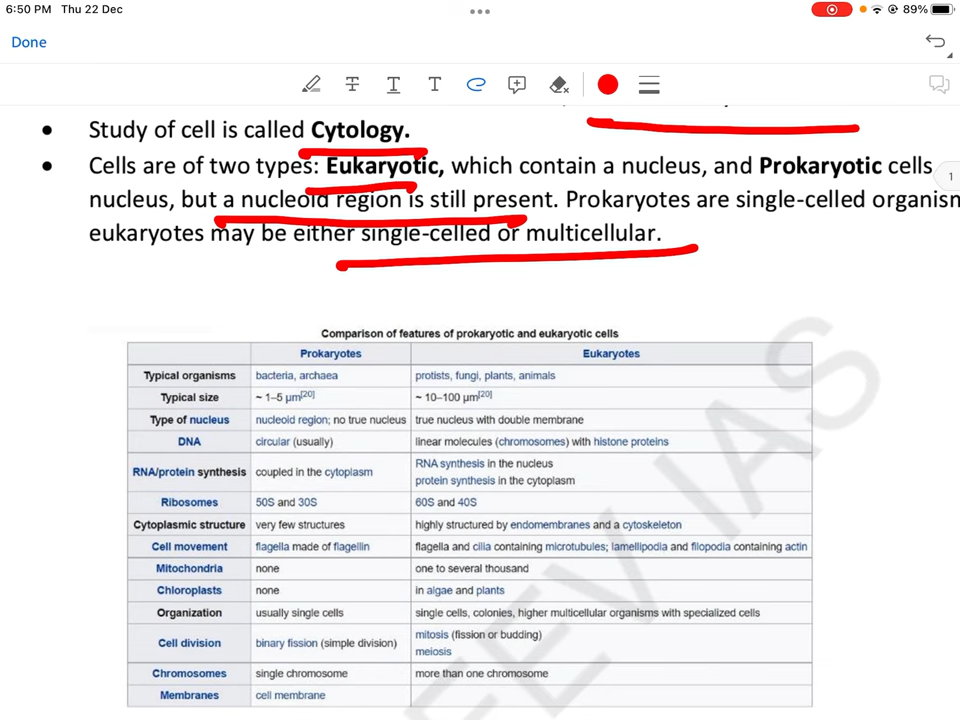 6:50 PM Thu 22 Dec
89%
Done
Study of cell is called Cytology.
1
Cells are of two types: Eukaryotic, which contain a nucleus, and Prokaryotic cells
nucleus, but a nucleoid region is still present. Prokaryotes are single-celled organism
eukaryotes may be either single-celled or multicellular.
Comparison of features of prokaryotic and eukaryotic cells
Prokaryotes Eukaryotes
Typical organisms bacteria, archaea protists, fungi, plants, animals
Typical size ~ 1–5 μm[20] ~ 10–100 μm[20]
Type of nucleus nucleoid region; no true nucleus true nucleus with double membrane
DNA circular (usually) linear molecules (chromosomes) with histone proteins
RNA/protein synthesis coupled in the cytoplasm RNA synthesis in the nucleus
protein synthesis in the cytoplasm
Ribosomes 50S and 30S 60S and 40S
Cytoplasmic structure very few structures highly structured by endomembranes and a cytoskeleton
Cell movement flagella made of flagellin flagella and cilia containing microtubules; lamellipodia and filopodia containing actin
Mitochondria none one to several thousand
Chloroplasts none in algae and plants
Organization usually single cells single cells, colonies, higher multicellular organisms with specialized cells
Cell division binary fission (simple division) mitosis (fission or budding)
meiosis
Chromosomes single chromosome more than one chromosome
Membranes cell membrane
EEV IAS